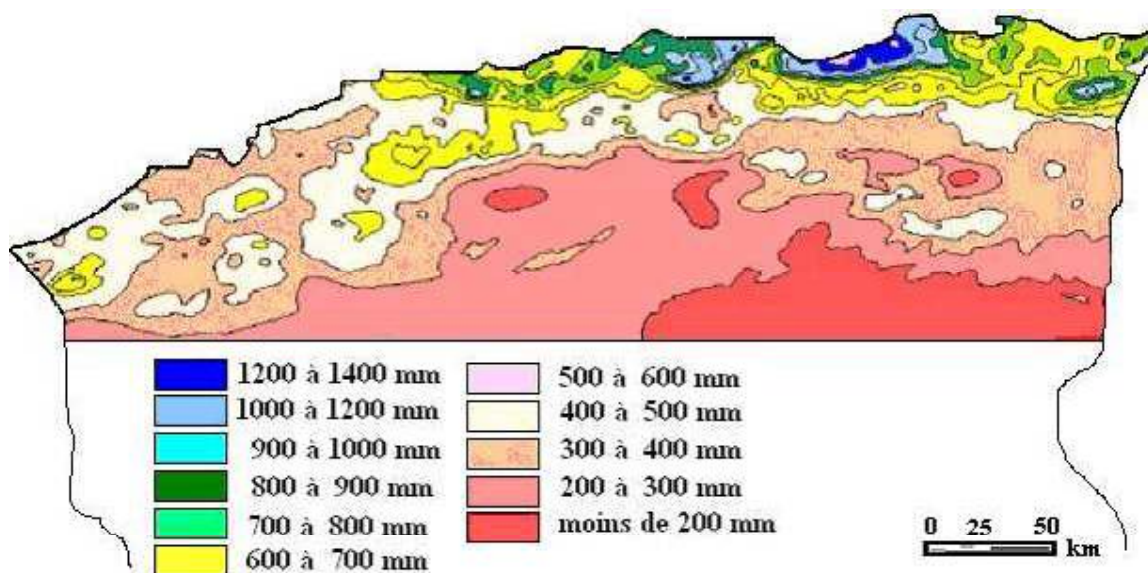 1200 à 1400 mm
1000 à 1200 mm
900 à 1000 mm
800 à 900 mm
700 à 800 mm
600 à 700 mm
500 à 600 mm
400 à 500 mm
300 à 400 mm
200 à 300 mm
moins de 200 mm
0 25 50
km